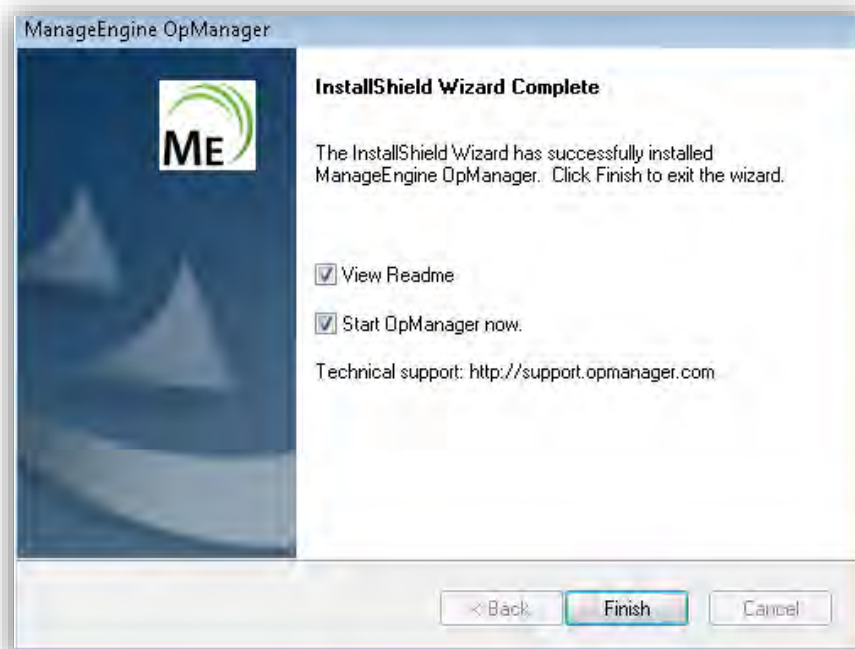 ManageEngine OpManager
ME
InstallShield Wizard Complete
The InstallShield Wizard has successfully installed
ManageEngine OpManager. Click Finish to exit the wizard.
View Readme
Start OpManager now.
Technical support: http://support.opmanager.com
< Back
Finish
Cancel